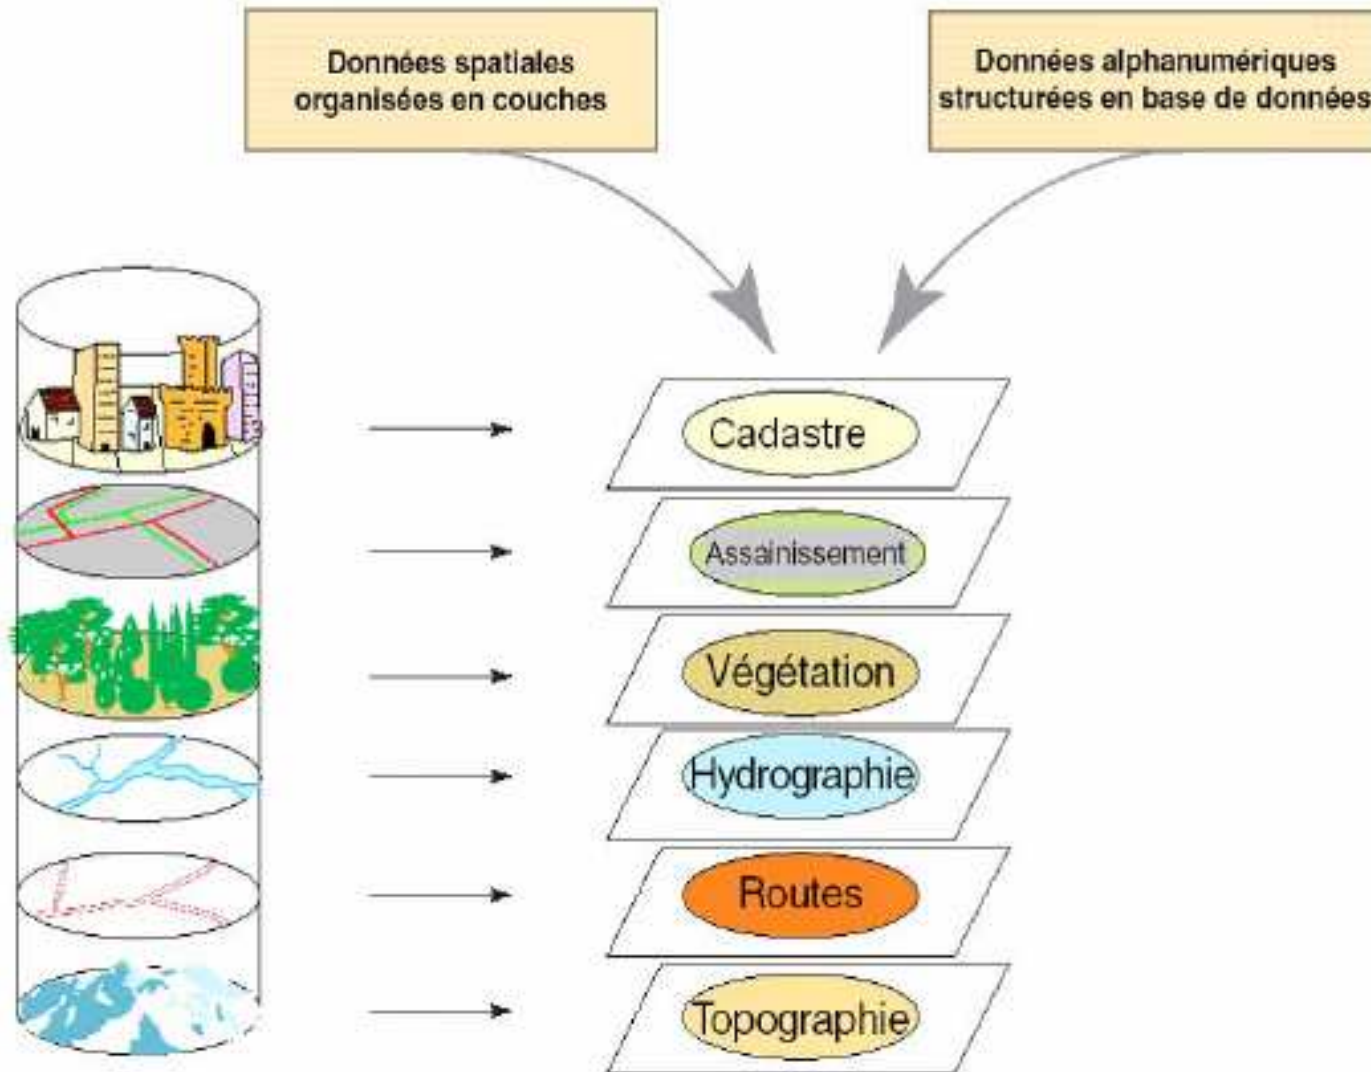 Données spatiales
organisées en couches
Données alphanumériques
structurées en base de données
Cadastre
Assainissement
Végétation
Hydrographie
Routes
Topographie